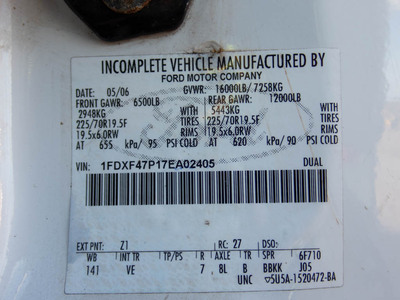 INCOMPLETE VEHICLE MANUFACTURED BY
FORD MOTOR COMPANY
DATE: 05/06 GVWR: 16000LB/ 7258KG
FRONT GAWR: 6500LB REAR GAWR: 12000LB
2948KG WITH 5443KG WITH
225/70R19.5F TIRES 225/70R19.5F TIRES
19.5x6.0RW RIMS 19.5x6.0RW RIMS
AT 655 kPa/ 95 PSI COLD AT 620 kPa/ 90 PSI COLD
VIN: 1FDXF47P17EA02405 DUAL
EXT PNT: Z1 RC: 27 DSO:
WB INT TR TP/PS R AXLE TR SPR 6F710
141 VE 7 8L B BBKK J05
UNC 5U5A-1520472-BA